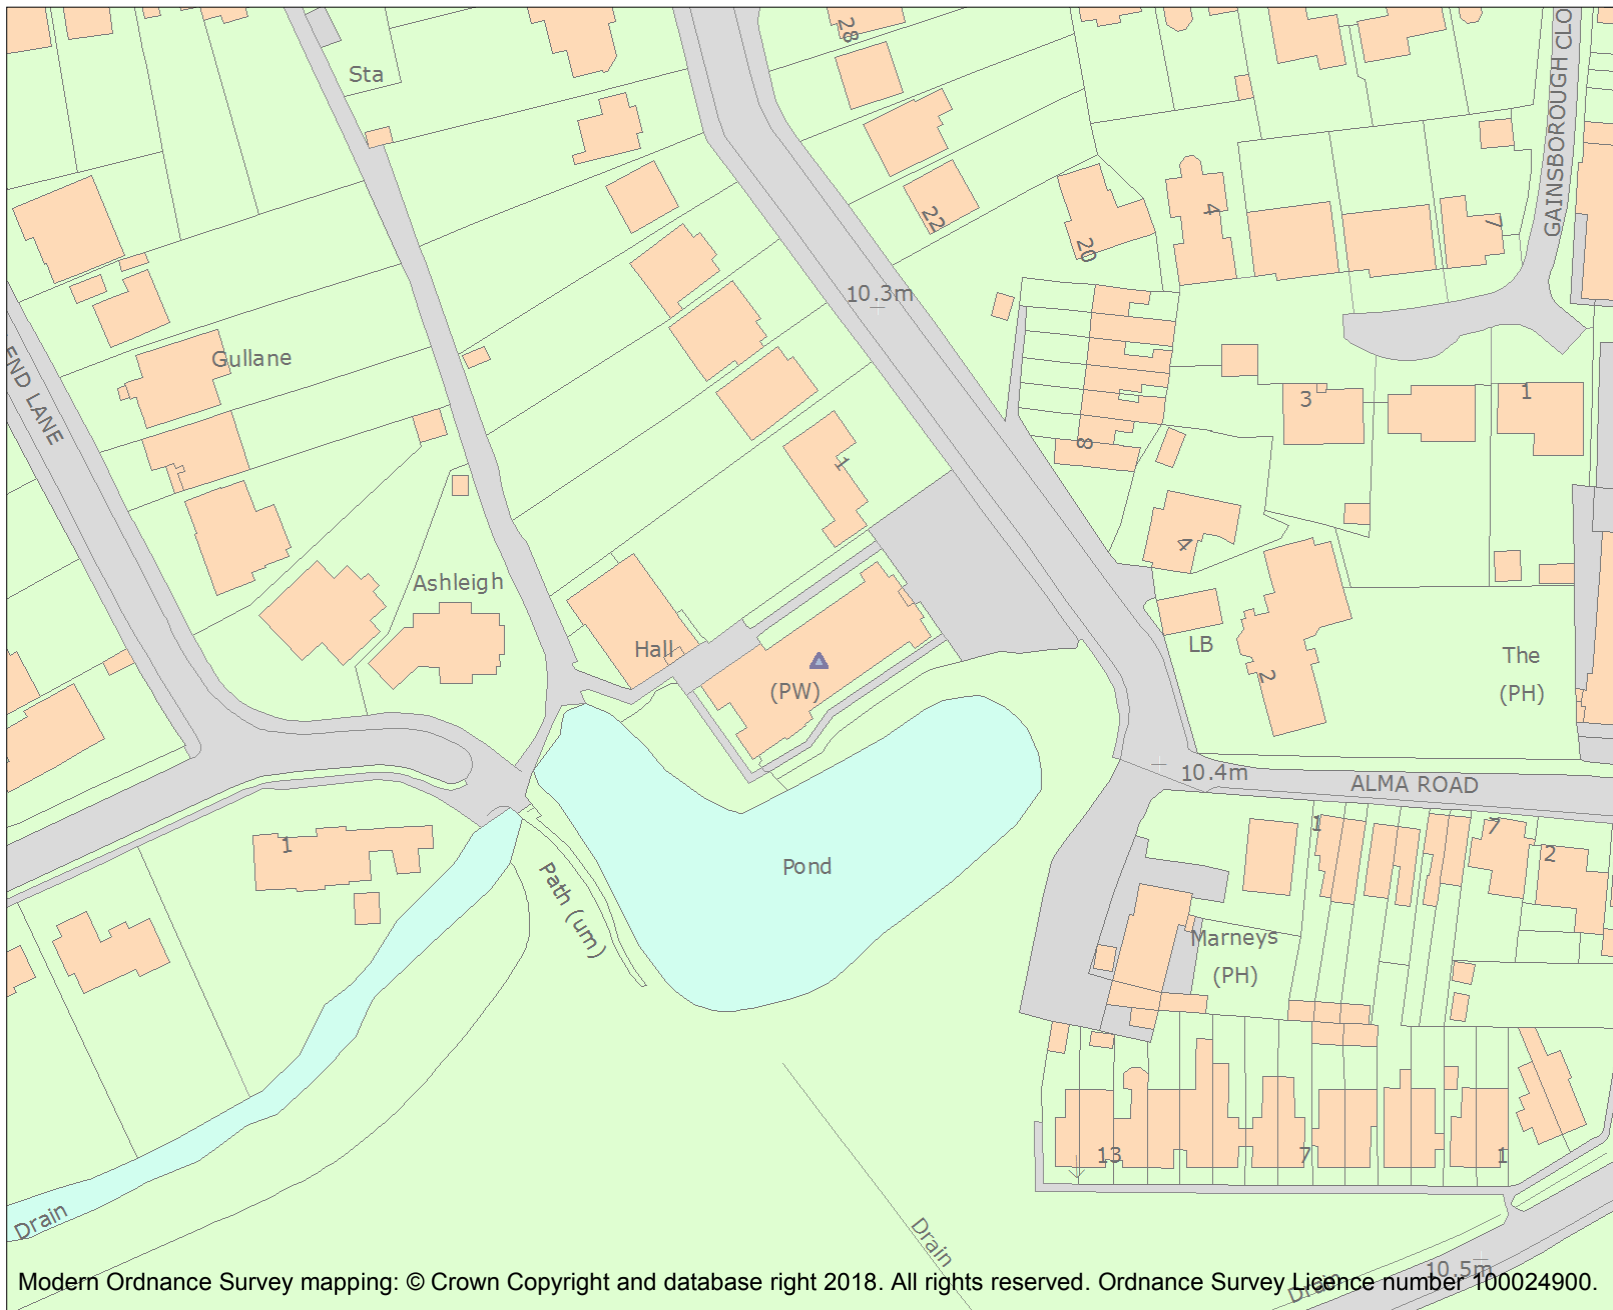 28
Sta
GAINSBOROUGH CLO
4
22
7
20
10.3m
Gullane
END LANE
3
1
8
1
4
Ashleigh
Hall
LB
The
(PH)
2
(PW)
10.4m
ALMA ROAD
1
7
2
1
Pond
Path (um)
Marneys
(PH)
13
7
1
Drain
Drain
10.5m
Drain
Modern Ordnance Survey mapping: © Crown Copyright and database right 2018. All rights reserved. Ordnance Survey Licence number 100024900.